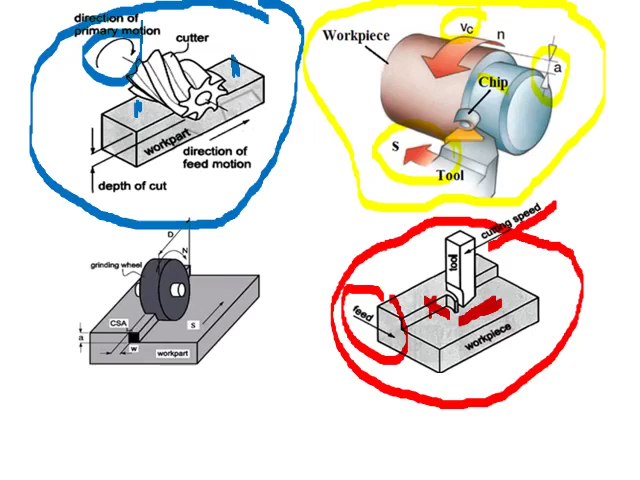 direction of
primary motion
cutter
workpart
direction of
feed motion
depth of cut
Workpiece
vc
n
a
Chip
s
Tool
D
N
grinding wheel
CSA
s
a
w
workpart
cutting speed
tool
feed
workpiece